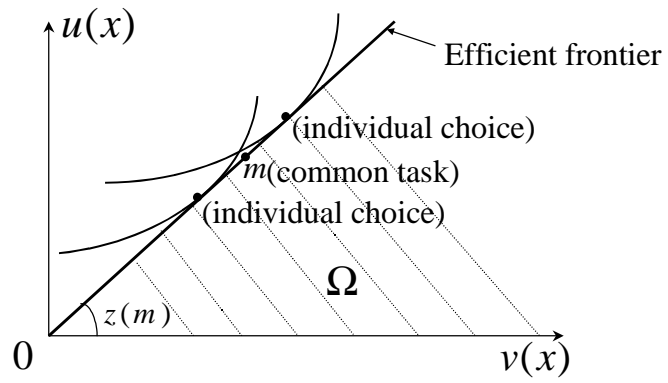 u(x)
Efficient frontier
(individual choice)
m(common task)
(individual choice)
Ω
z(m)
0
v(x)